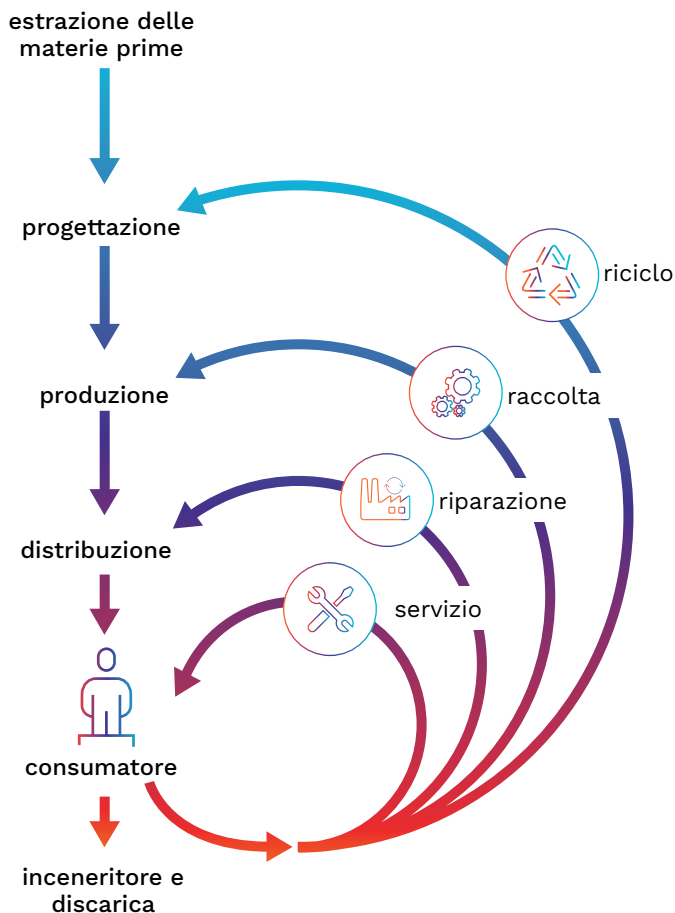 estrazione delle
materie prime
progettazione
riciclo
produzione
raccolta
riparazione
distribuzione
servizio
consumatore
inceneritore e
discarica